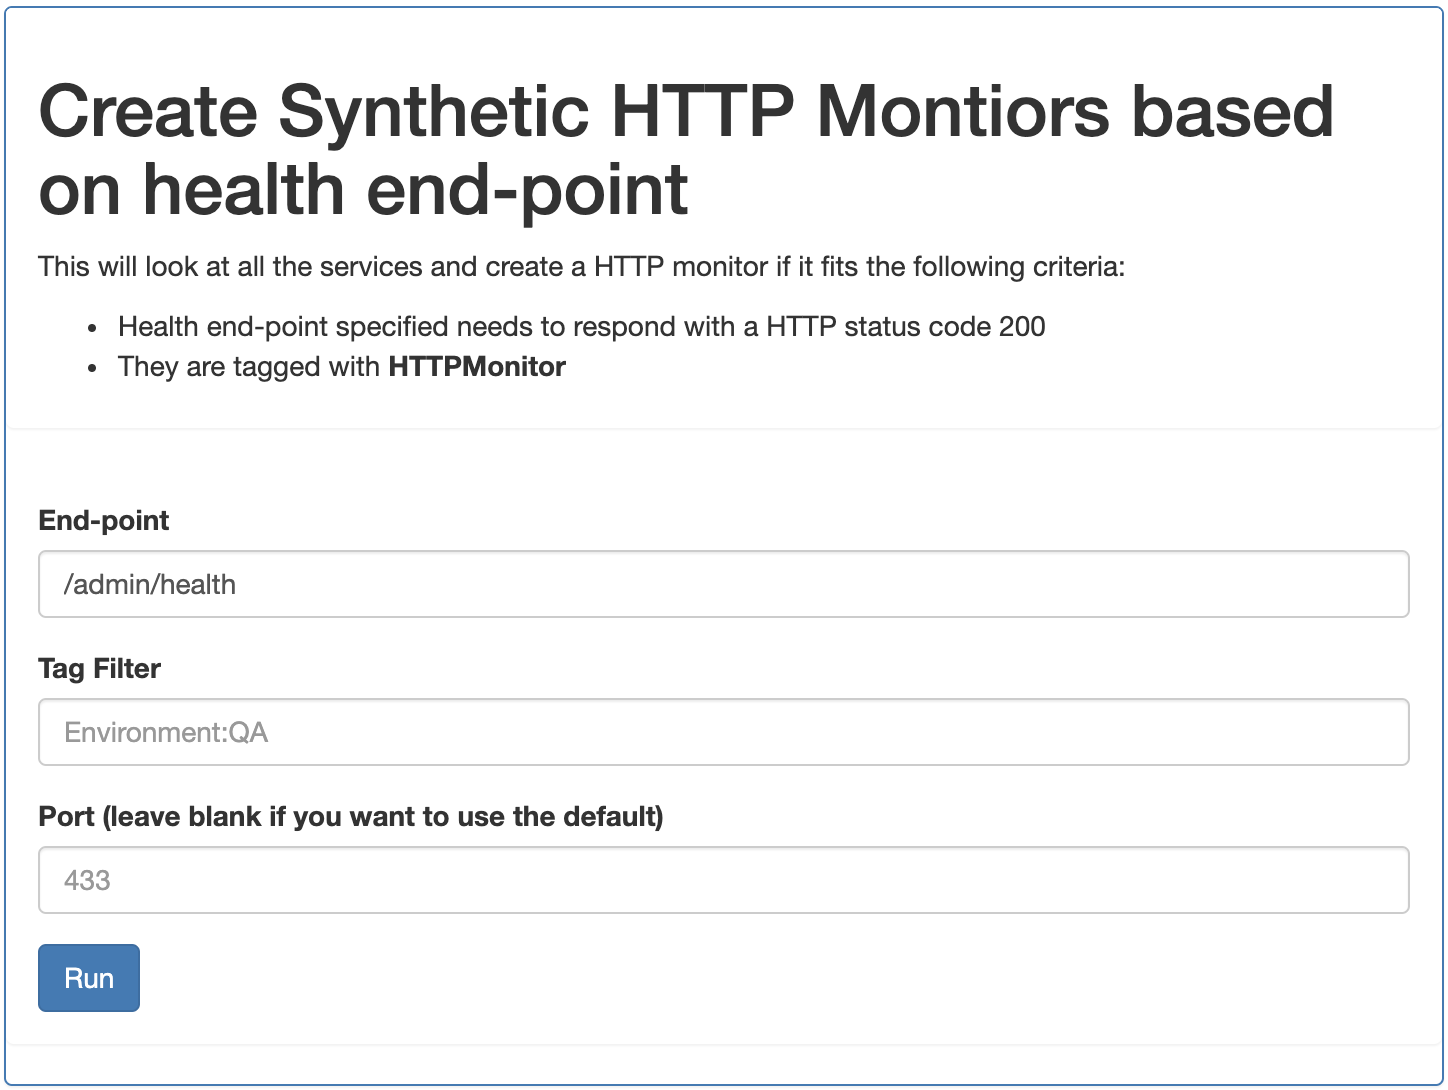 Create Synthetic HTTP Montiors based
on health end-point
This will look at all the services and create a HTTP monitor if it fits the following criteria:
• Health end-point specified needs to respond with a HTTP status code 200
• They are tagged with HTTPMonitor
End-point
/admin/health
Tag Filter
Environment:QA
Port (leave blank if you want to use the default)
433
Run